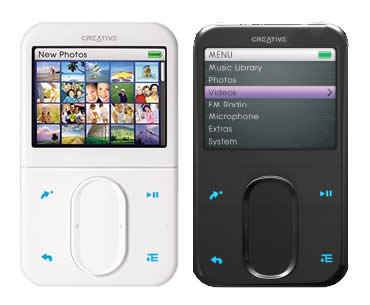 CREATIVE
New Photos
CREATIVE
MENU
Music Library
Photos
Videos
FM Radio
Microphone
Extras
System